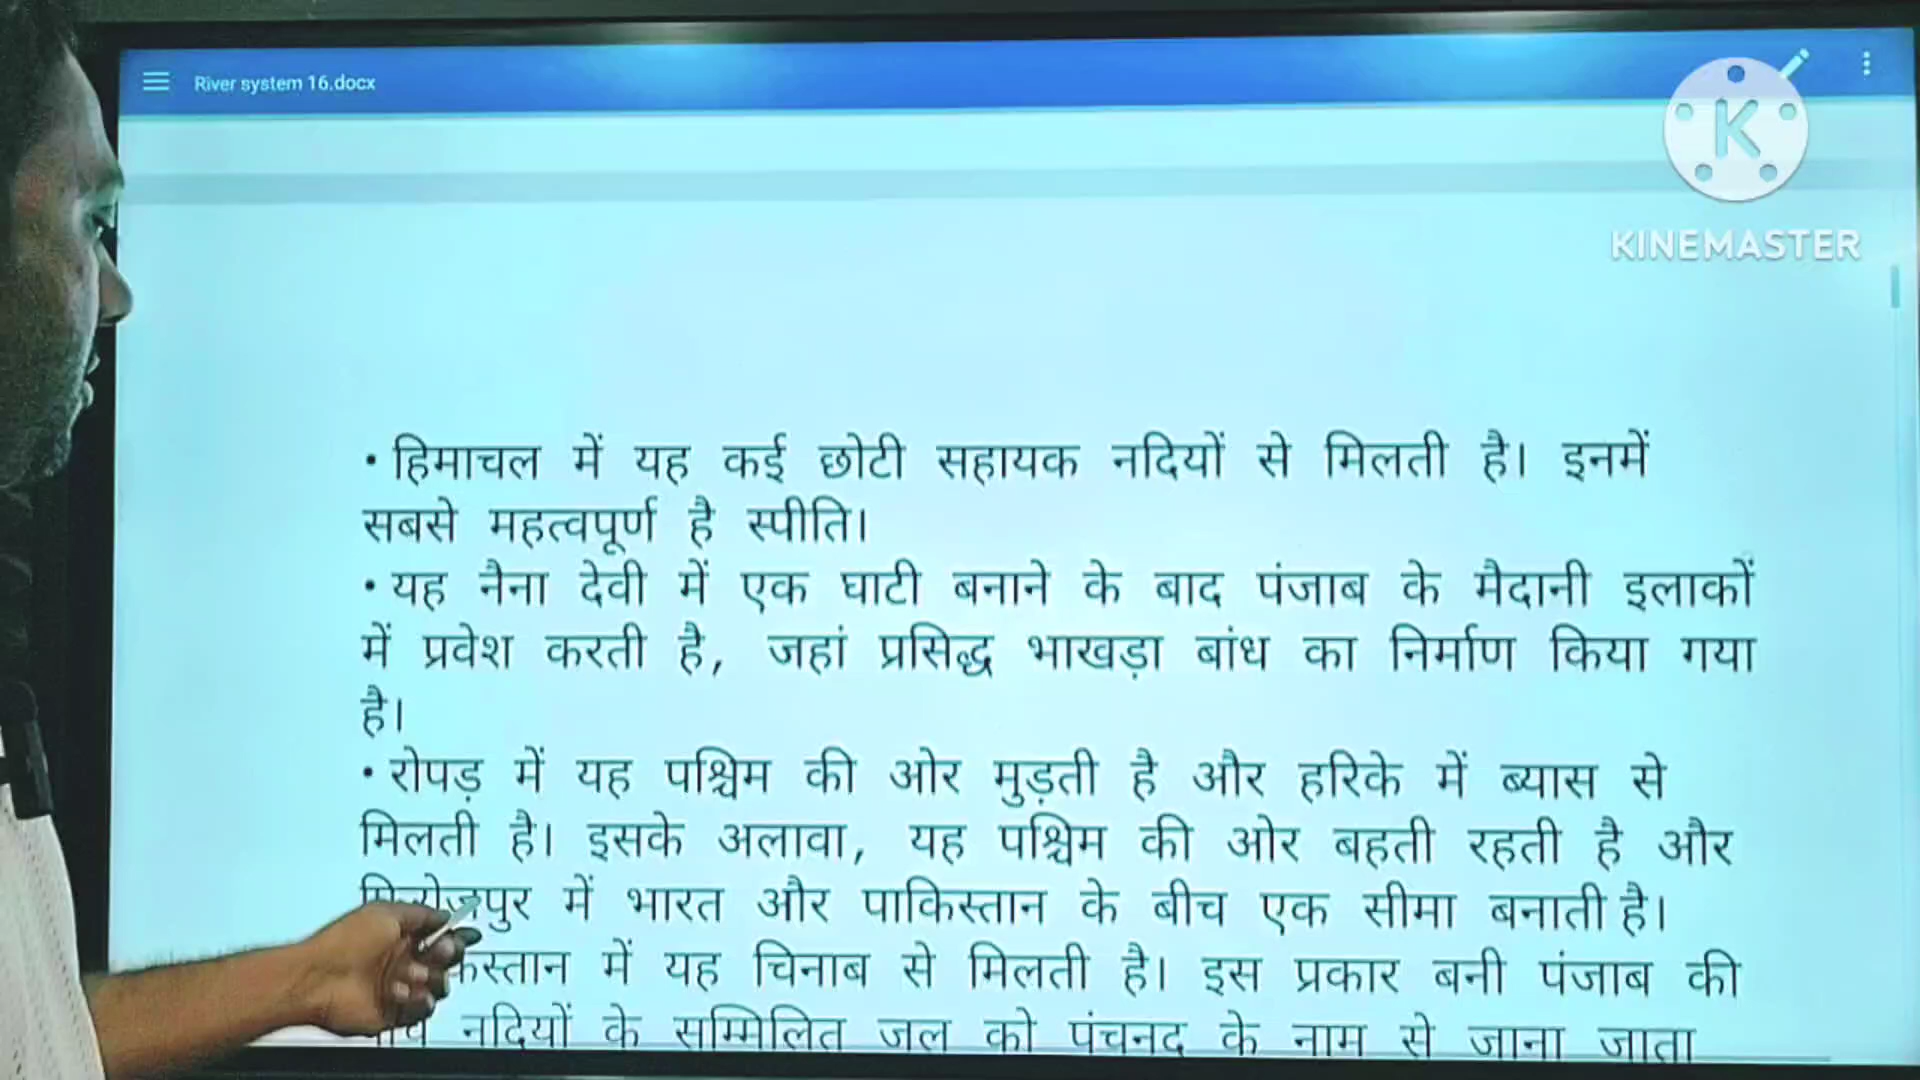 River system 16.docx
K
KINEMASTER
• हिमाचल में यह कई छोटी सहायक नदियों से मिलती है। इनमें
सबसे महत्वपूर्ण है स्पीति।
• यह नैना देवी में एक घाटी बनाने के बाद पंजाब के मैदानी इलाकों
में प्रवेश करती है, जहां प्रसिद्ध भाखड़ा बांध का निर्माण किया गया
है।
• रोपड़ में यह पश्चिम की ओर मुड़ती है और हरिके में ब्यास से
मिलती है। इसके अलावा, यह पश्चिम की ओर बहती रहती है और
में भारत और पाकिस्तान के बीच एक सीमा बनाती है।
में यह चिनाब से मिलती है। इस प्रकार बनी पंजाब की
नदियों के सम्मिलित जल को पंचनद के नाम से जाना जाता